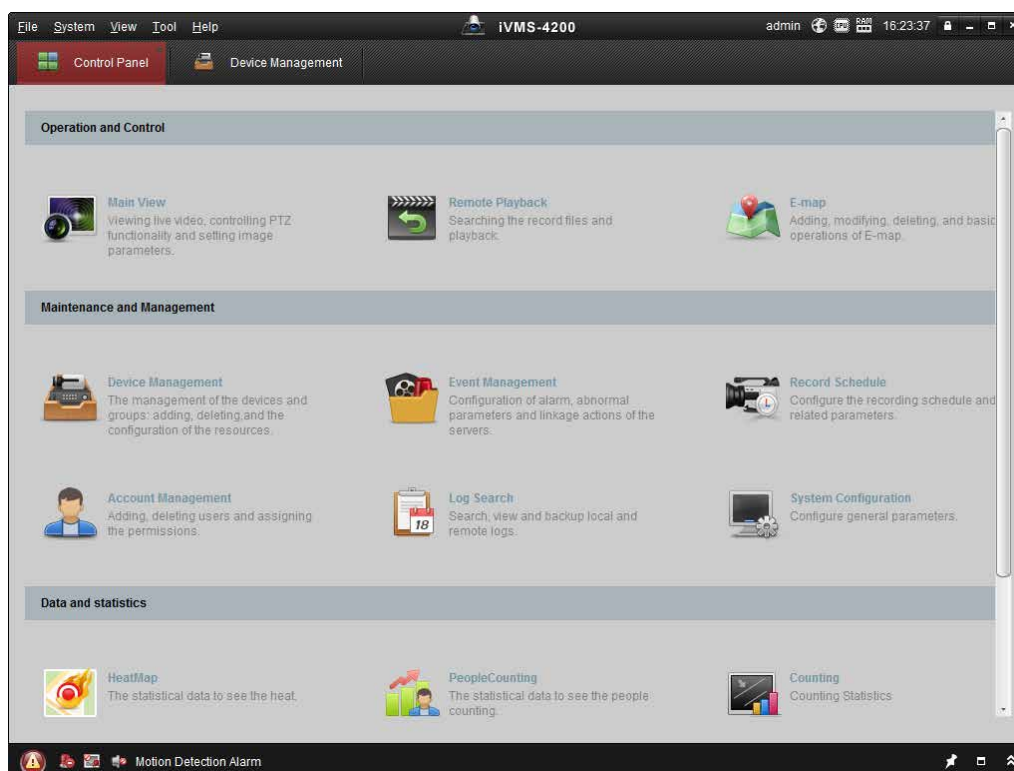 File System View Tool Help iVMS-4200 admin CPU RAM 16:23:37
Control Panel Device Management
Operation and Control
Main View
Viewing live video, controlling PTZ
functionality and setting image
parameters.
Remote Playback
Searching the record files and
playback.
E-map
Adding, modifying, deleting, and basic
operations of E-map.
Maintenance and Management
Device Management
The management of the devices and
groups: adding, deleting,and the
configuration of the resources.
Event Management
Configuration of alarm, abnormal
parameters and linkage actions of the
servers.
Record Schedule
Configure the recording schedule and
related parameters.
Account Management
Adding, deleting users and assigning
the permissions.
18
Log Search
Search, view and backup local and
remote logs.
System Configuration
Configure general parameters.
Data and statistics
HeatMap
The statistical data to see the heat.
PeopleCounting
The statistical data to see the people
counting.
Counting
Counting Statistics
Motion Detection Alarm